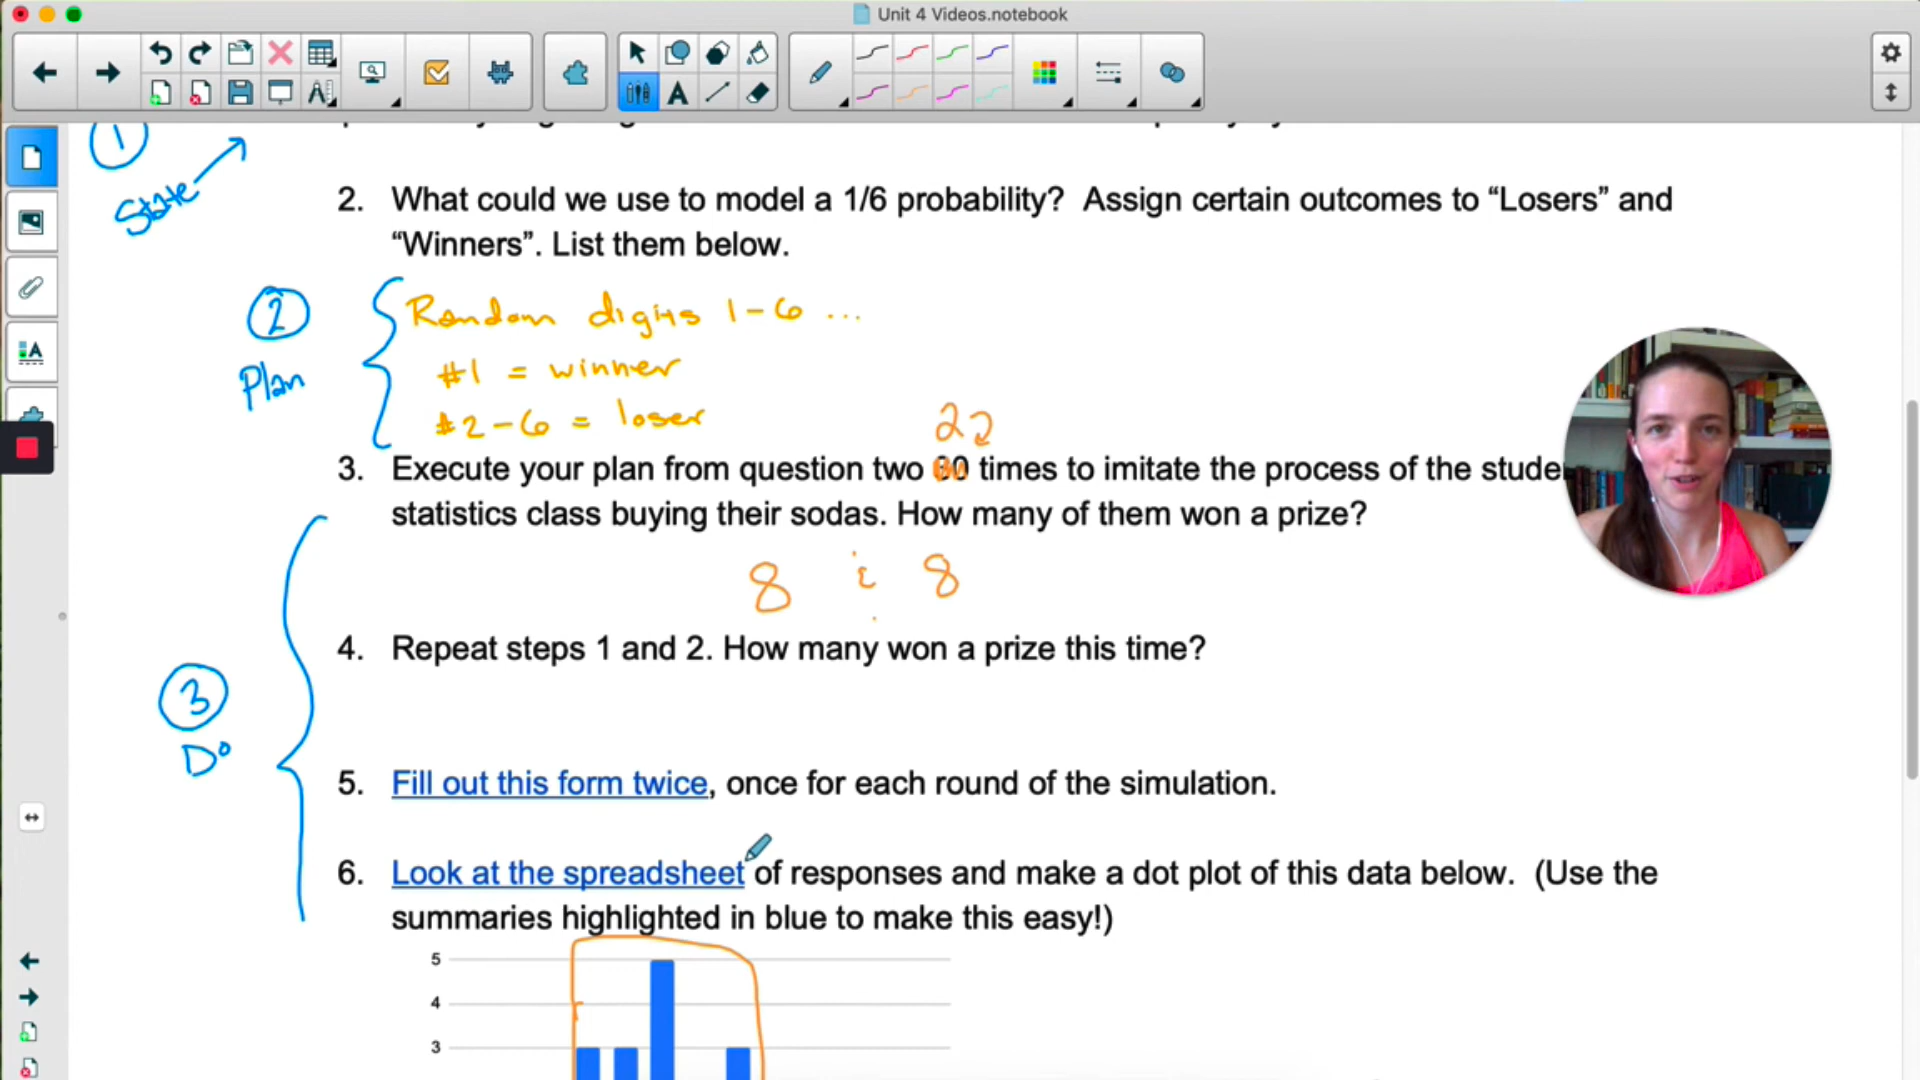 Unit 4 Videos.notebook
1
State
2. What could we use to model a 1/6 probability? Assign certain outcomes to “Losers” and
“Winners”. List them below.
2
Plan
Random digits 1-6 ...
#1 = winner
#2-6 = loser
22
3. Execute your plan from question two 30 times to imitate the process of the
statistics class buying their sodas. How many of them won a prize?
8 8
4. Repeat steps 1 and 2. How many won a prize this time?
3
Do
5. Fill out this form twice, once for each round of the simulation.
6. Look at the spreadsheet of responses and make a dot plot of this data below. (Use the
summaries highlighted in blue to make this easy!)
5
4
3